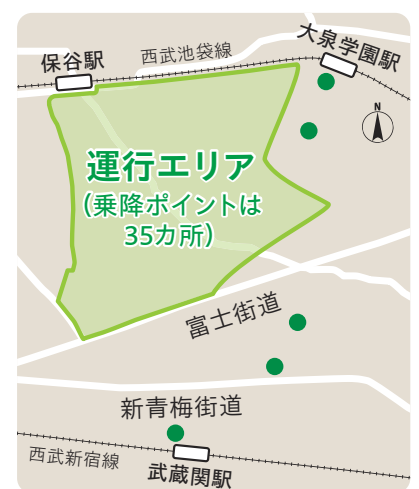 大泉学園駅
西武池袋線
保谷駅
N
運行エリア
(乗降ポイントは
35カ所)
富士街道
新青梅街道
西武新宿線
武蔵関駅